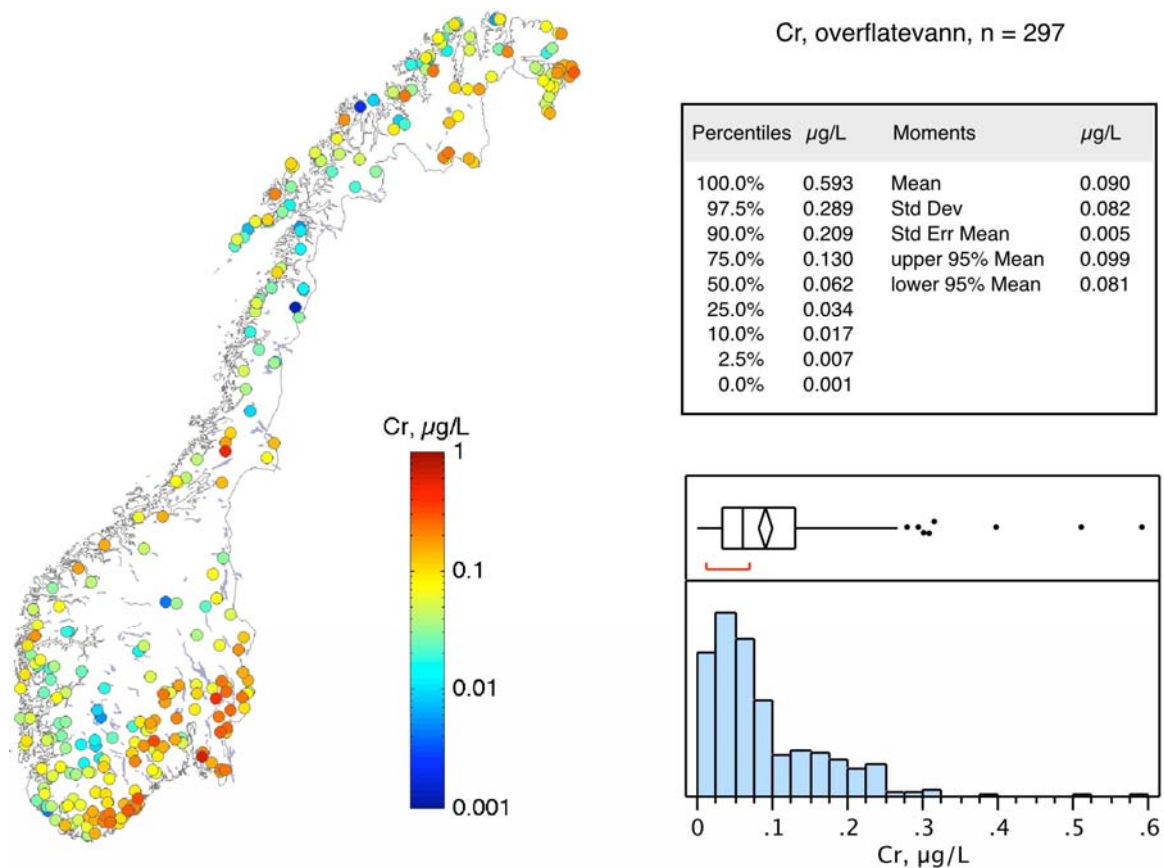 Cr, overflatevann, n = 297
Percentiles µg/L Moments µg/L
100.0% 0.593 Mean 0.090
97.5% 0.289 Std Dev 0.082
90.0% 0.209 Std Err Mean 0.005
75.0% 0.130 upper 95% Mean 0.099
50.0% 0.062 lower 95% Mean 0.081
25.0% 0.034
10.0% 0.017
2.5% 0.007
0.0% 0.001
Cr, µg/L
1
0.1
0.01
0.001
0 .1 .2 .3 .4 .5 .6
Cr, µg/L